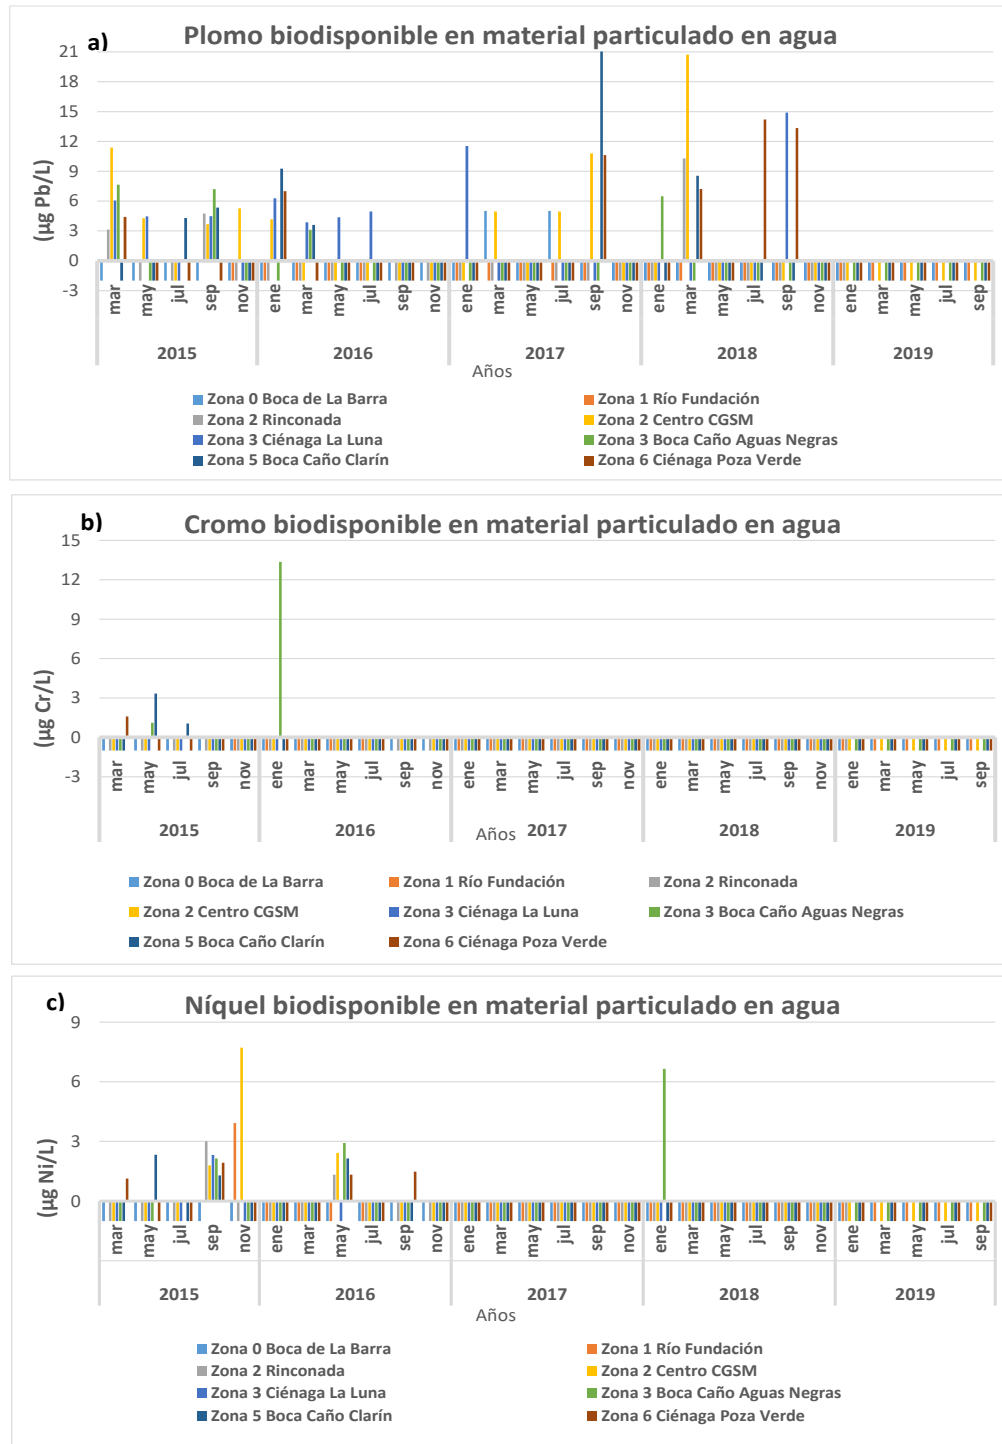 a) Plomo biodisponible en material particulado en agua
(µg Pb/L)
21
18
15
12
9
6
3
0
-3
mar may jul sep nov ene mar may jul sep nov ene mar may jul sep nov ene mar may jul sep nov ene mar may jul sep
2015 2016 2017 2018 2019
Años
Zona 0 Boca de La Barra Zona 1 Río Fundación
Zona 2 Rinconada Zona 2 Centro CGSM
Zona 3 Ciénaga La Luna Zona 3 Boca Caño Aguas Negras
Zona 5 Boca Caño Clarín Zona 6 Ciénaga Poza Verde
b) Cromo biodisponible en material particulado en agua
(µg Cr/L)
15
12
9
6
3
0
-3
mar may jul sep nov ene mar may jul sep nov ene mar may jul sep nov ene mar may jul sep nov ene mar may jul sep
2015 2016 2017 2018 2019
Años
Zona 0 Boca de La Barra Zona 1 Río Fundación Zona 2 Rinconada
Zona 2 Centro CGSM Zona 3 Ciénaga La Luna Zona 3 Boca Caño Aguas Negras
Zona 5 Boca Caño Clarín Zona 6 Ciénaga Poza Verde
c) Níquel biodisponible en material particulado en agua
(µg Ni/L)
9
6
3
0
mar may jul sep nov ene mar may jul sep nov ene mar may jul sep nov ene mar may jul sep nov ene mar may jul sep
2015 2016 2017 2018 2019
Años
Zona 0 Boca de La Barra Zona 1 Río Fundación
Zona 2 Rinconada Zona 2 Centro CGSM
Zona 3 Ciénaga La Luna Zona 3 Boca Caño Aguas Negras
Zona 5 Boca Caño Clarín Zona 6 Ciénaga Poza Verde